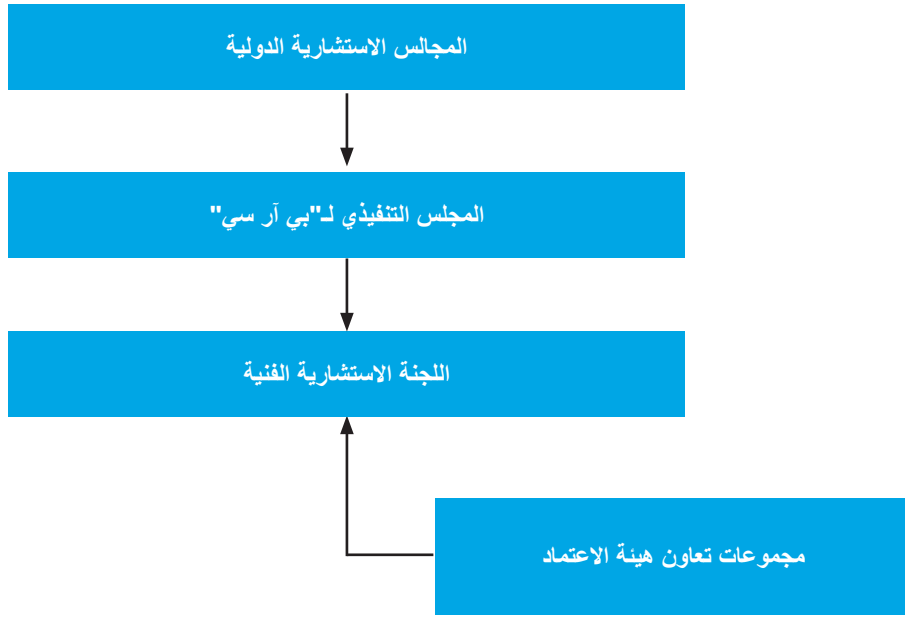 المجالس الاستشارية الدولية
المجلس التنفيذي لـ"بي آر سي"
اللجنة الاستشارية الفنية
مجموعات تعاون هيئة الاعتماد